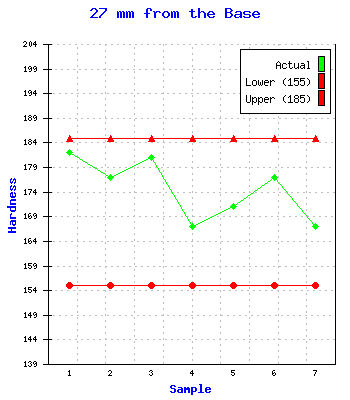 27 mm from the Base
Actual
Lower (155)
Upper (185)
Hardness
204
199
194
189
184
179
174
169
164
159
154
149
144
139
1 2 3 4 5 6 7
Sample